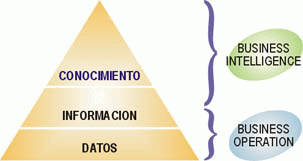 CONOCIMIENTO
INFORMACION
DATOS
BUSINESS
INTELLIGENCE
BUSINESS
OPERATION